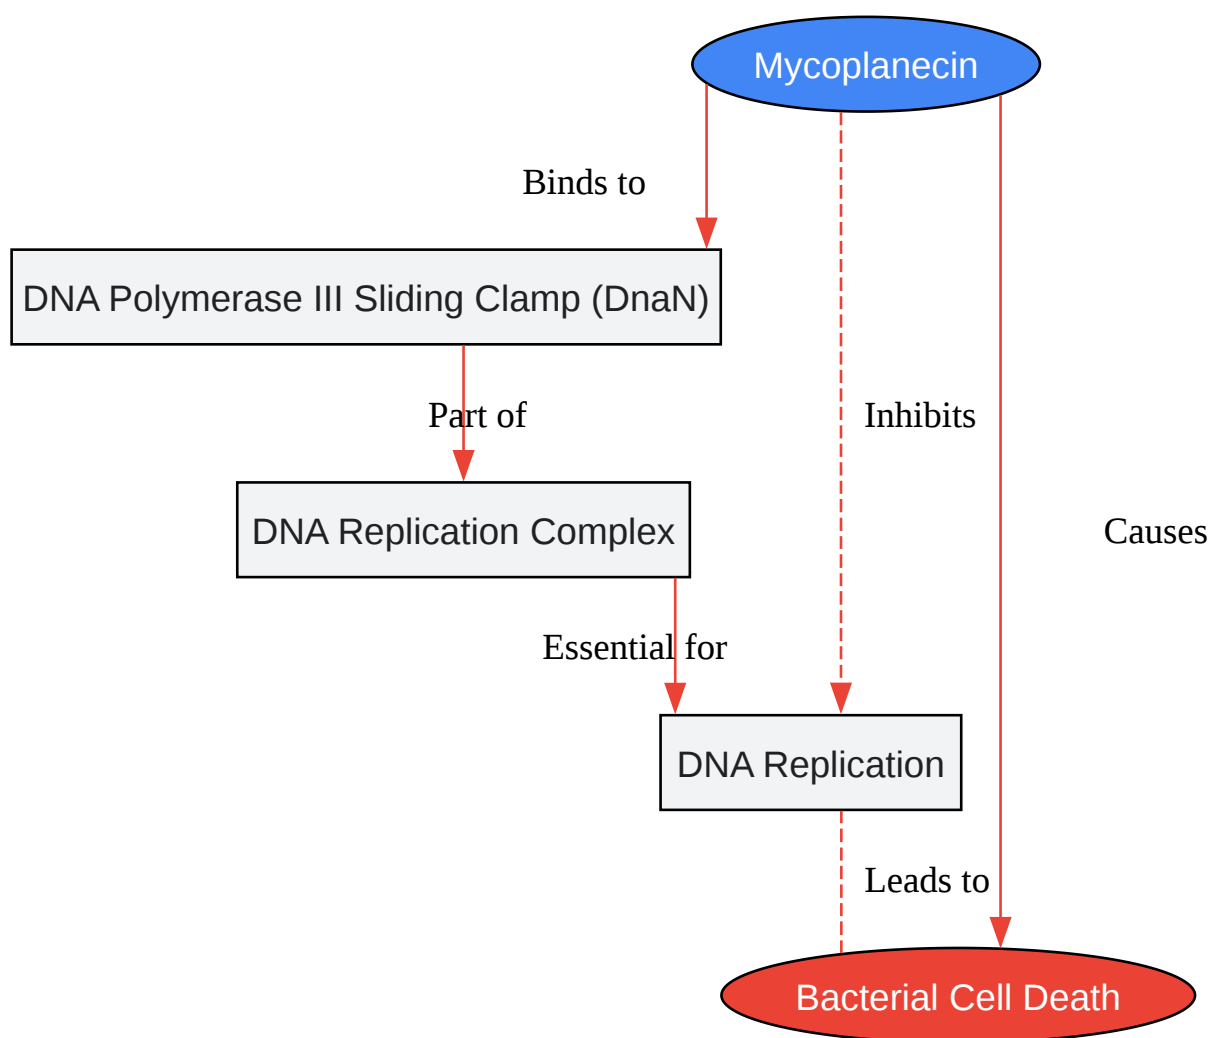 Mycoplanecin
Binds to
DNA Polymerase III Sliding Clamp (DnaN)
Part of
Inhibits
DNA Replication Complex
Causes
Essential for
DNA Replication
Leads to
Bacterial Cell Death